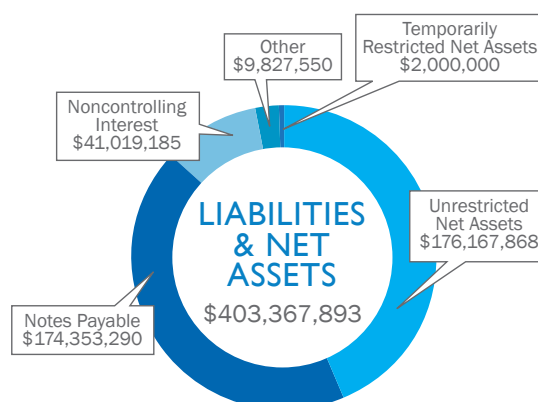 Temporarily
Restricted Net Assets
$2,000,000
Other
$9,827,550
Noncontrolling
Interest
$41,019,185
LIABILITIES
& NET
ASSETS
$403,367,893
Unrestricted
Net Assets
$176,167,868
Notes Payable
$174,353,290